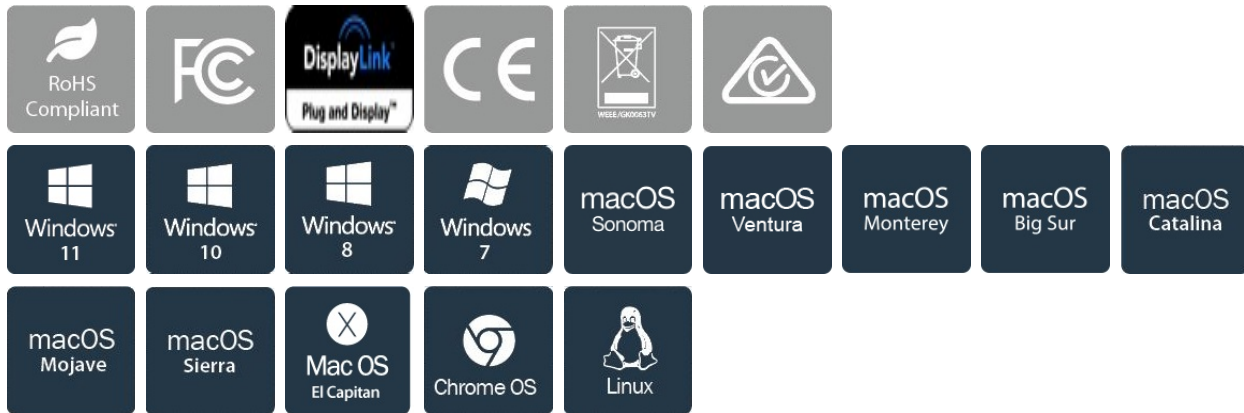 RoHS
Compliant
FC
DisplayLink®
Plug and Display™
CE
WEEE/GK0063TV
Windows
11
Windows
10
Windows
8
Windows
7
macOS
Sonoma
macOS
Ventura
macOS
Monterey
macOS
Big Sur
macOS
Catalina
macOS
Mojave
macOS
Sierra
X
Mac OS
El Capitan
Chrome OS
Linux